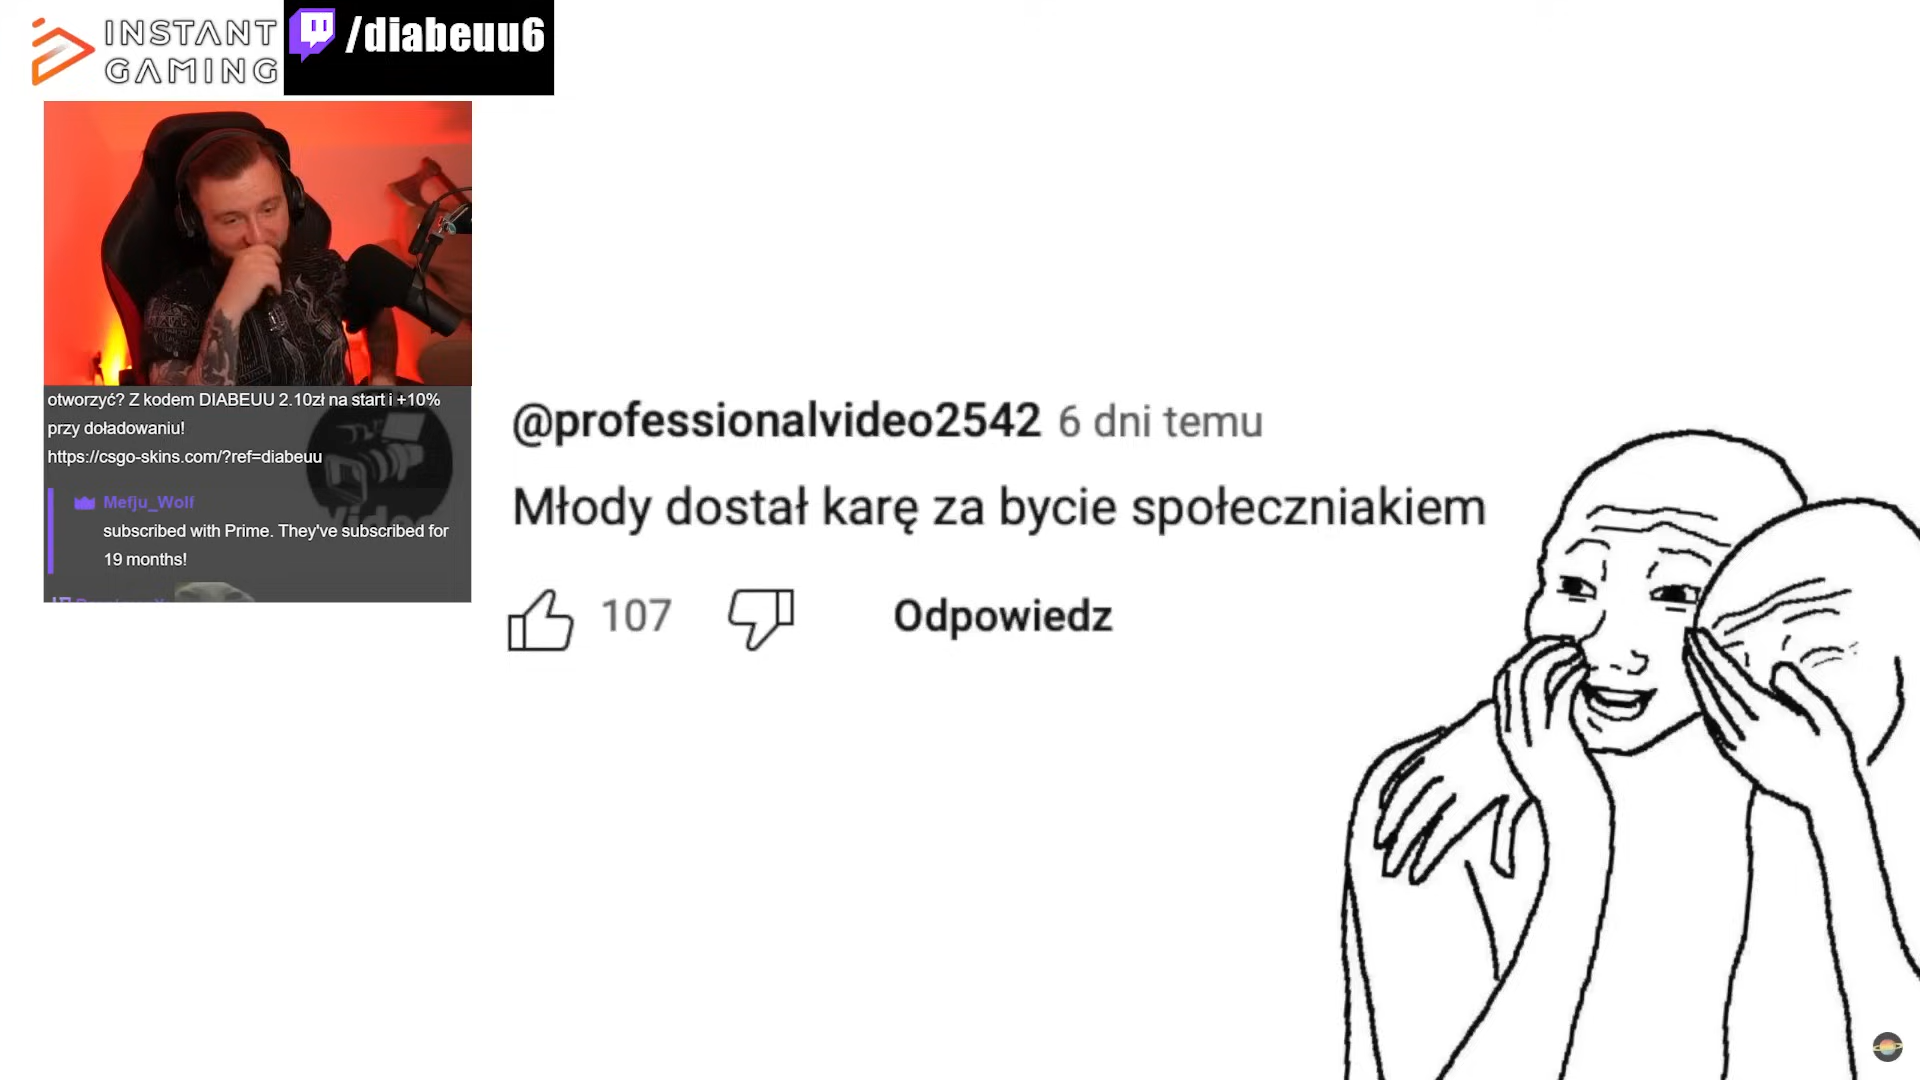 INSTANT
GAMING
/diabeuu6
otworzyć? Z kodem DIABEUU 2.10zł na start i +10%
przy doładowaniu!
https://csgo-skins.com/?ref=diabeuu
Mefju_Wolf
subscribed with Prime. They've subscribed for
19 months!
@professionalvideo2542 6 dni temu
Młody dostał karę za bycie społeczniakiem
107
Odpowiedz